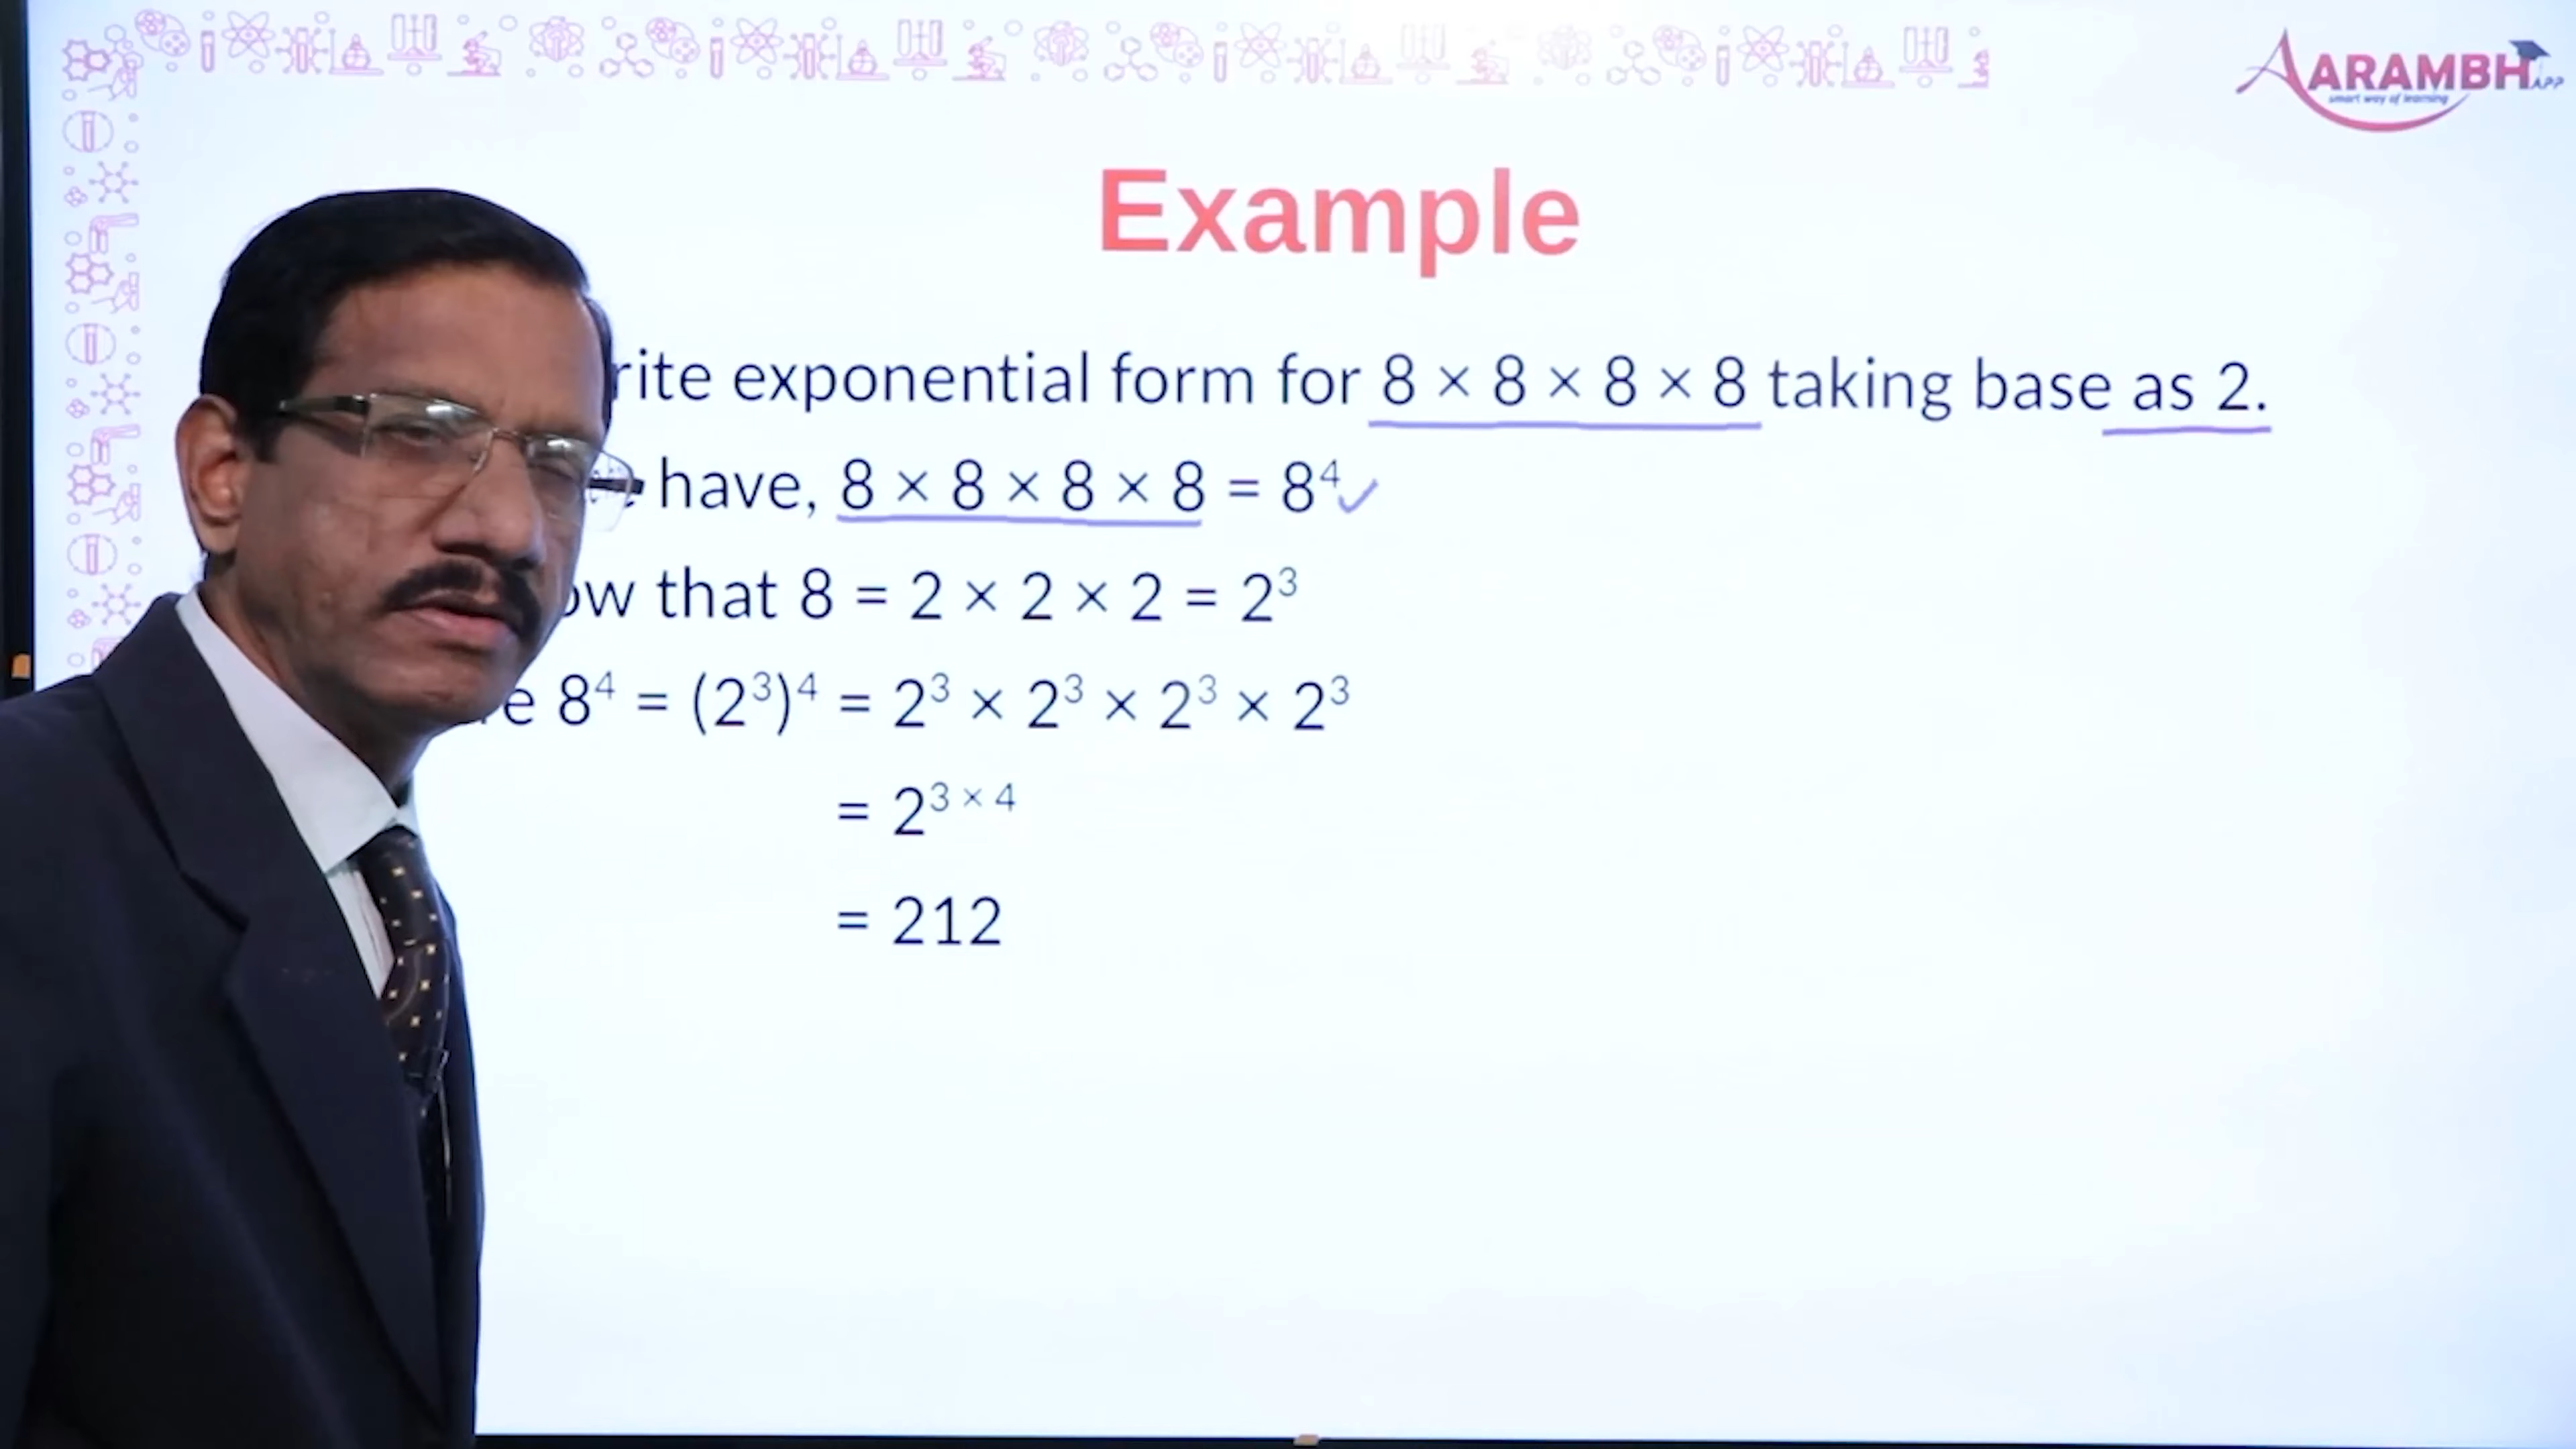 AARAMBH APP
smart way of learning
Example
rite exponential form for 8 × 8 × 8 × 8 taking base as 2.
have, 8 × 8 × 8 × 8 = 8⁴
ow that 8 = 2 × 2 × 2 = 2³
e 8⁴ = (2³)⁴ = 2³ × 2³ × 2³ × 2³
= 2³ ˣ ⁴
= 212